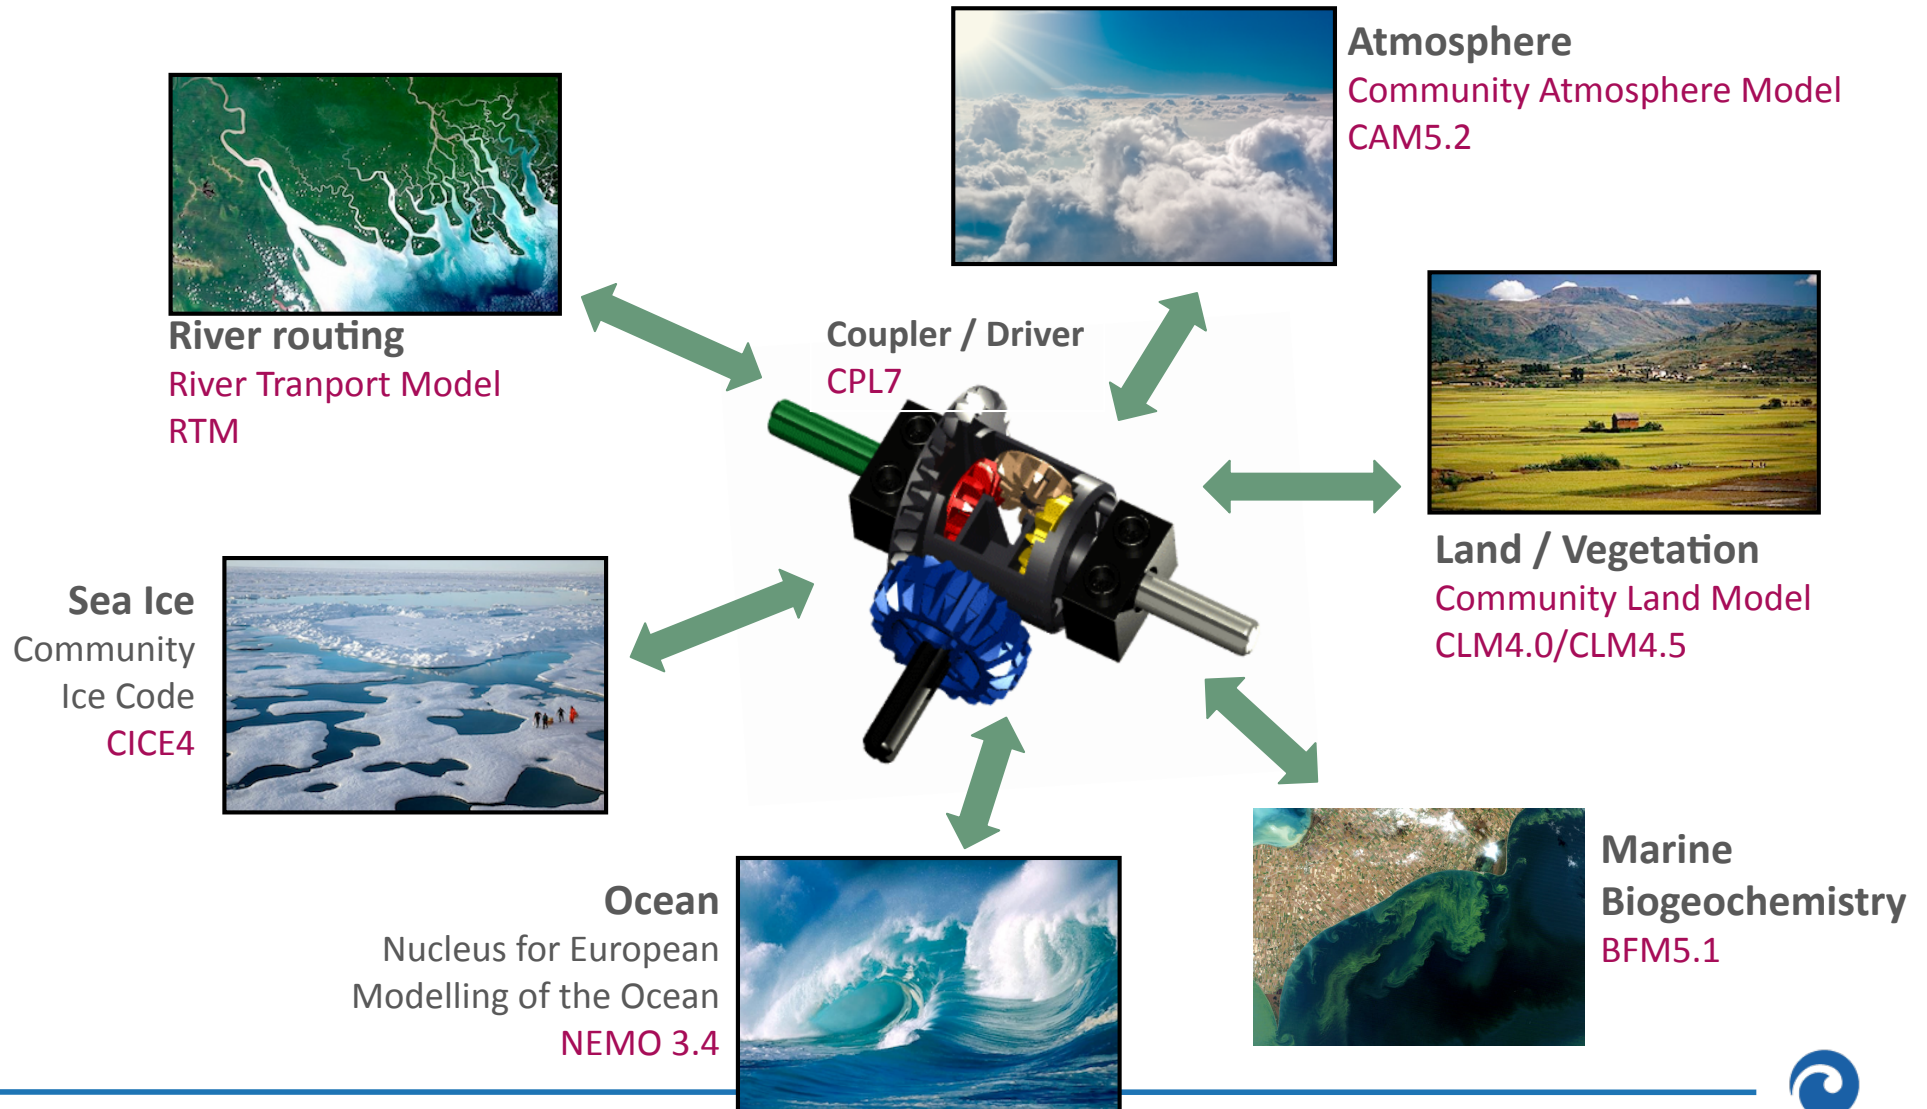 Atmosphere
Community Atmosphere Model
CAM5.2
River routing
River Tranport Model
RTM
Coupler / Driver
CPL7
Land / Vegetation
Community Land Model
CLM4.0/CLM4.5
Sea Ice
Community
Ice Code
CICE4
Ocean
Nucleus for European
Modelling of the Ocean
NEMO 3.4
Marine
Biogeochemistry
BFM5.1